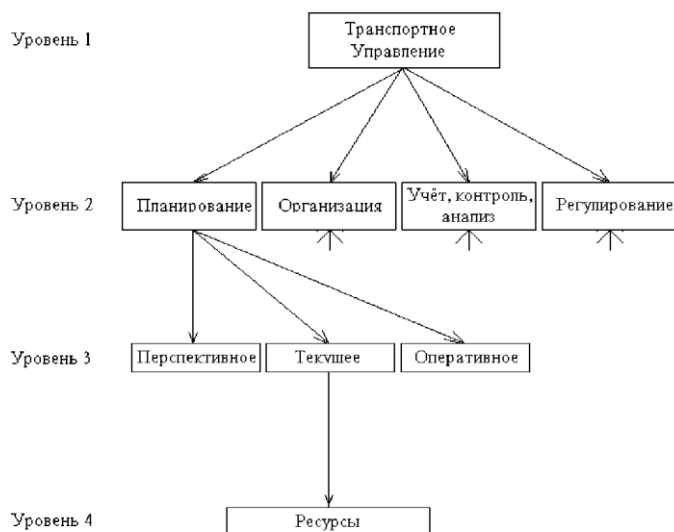 Уровень 1
Транспортное
Управление
Уровень 2
Планирование
Организация
Учёт, контроль,
анализ
Регулирование
Уровень 3
Перспективное
Текущее
Оперативное
Уровень 4
Ресурсы